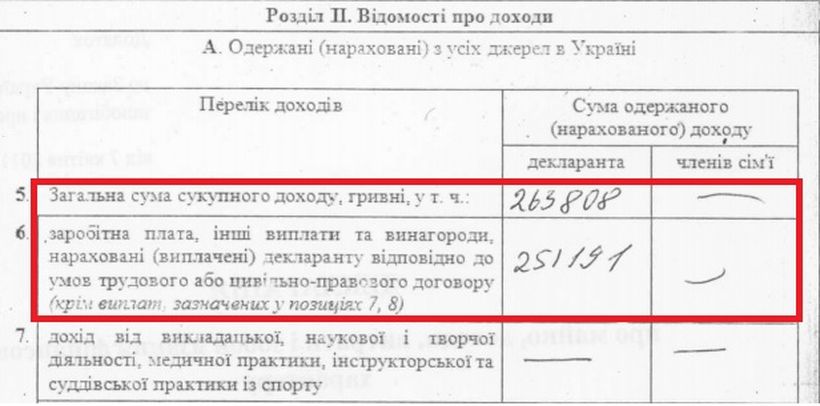 Розділ II. Відомості про доходи
А. Одержані (нараховані) з усіх джерел в Україні
Перелік доходів
Сума одержаного
(нарахованого) доходу
декларанта
членів сім'ї
5. Загальна сума сукупного доходу, гривні, у т. ч.: 263808 —
6. заробітна плата, інші виплати та винагороди,
нараховані (виплачені) декларанту відповідно до
умов трудового або цивільно-правового договору
(крім виплат, зазначених у позиціях 7, 8)
251191 —
7. дохід від викладацької, наукової і творчої
діяльності, медичної практики, інструкторської та
суддівської практики із спорту
— —